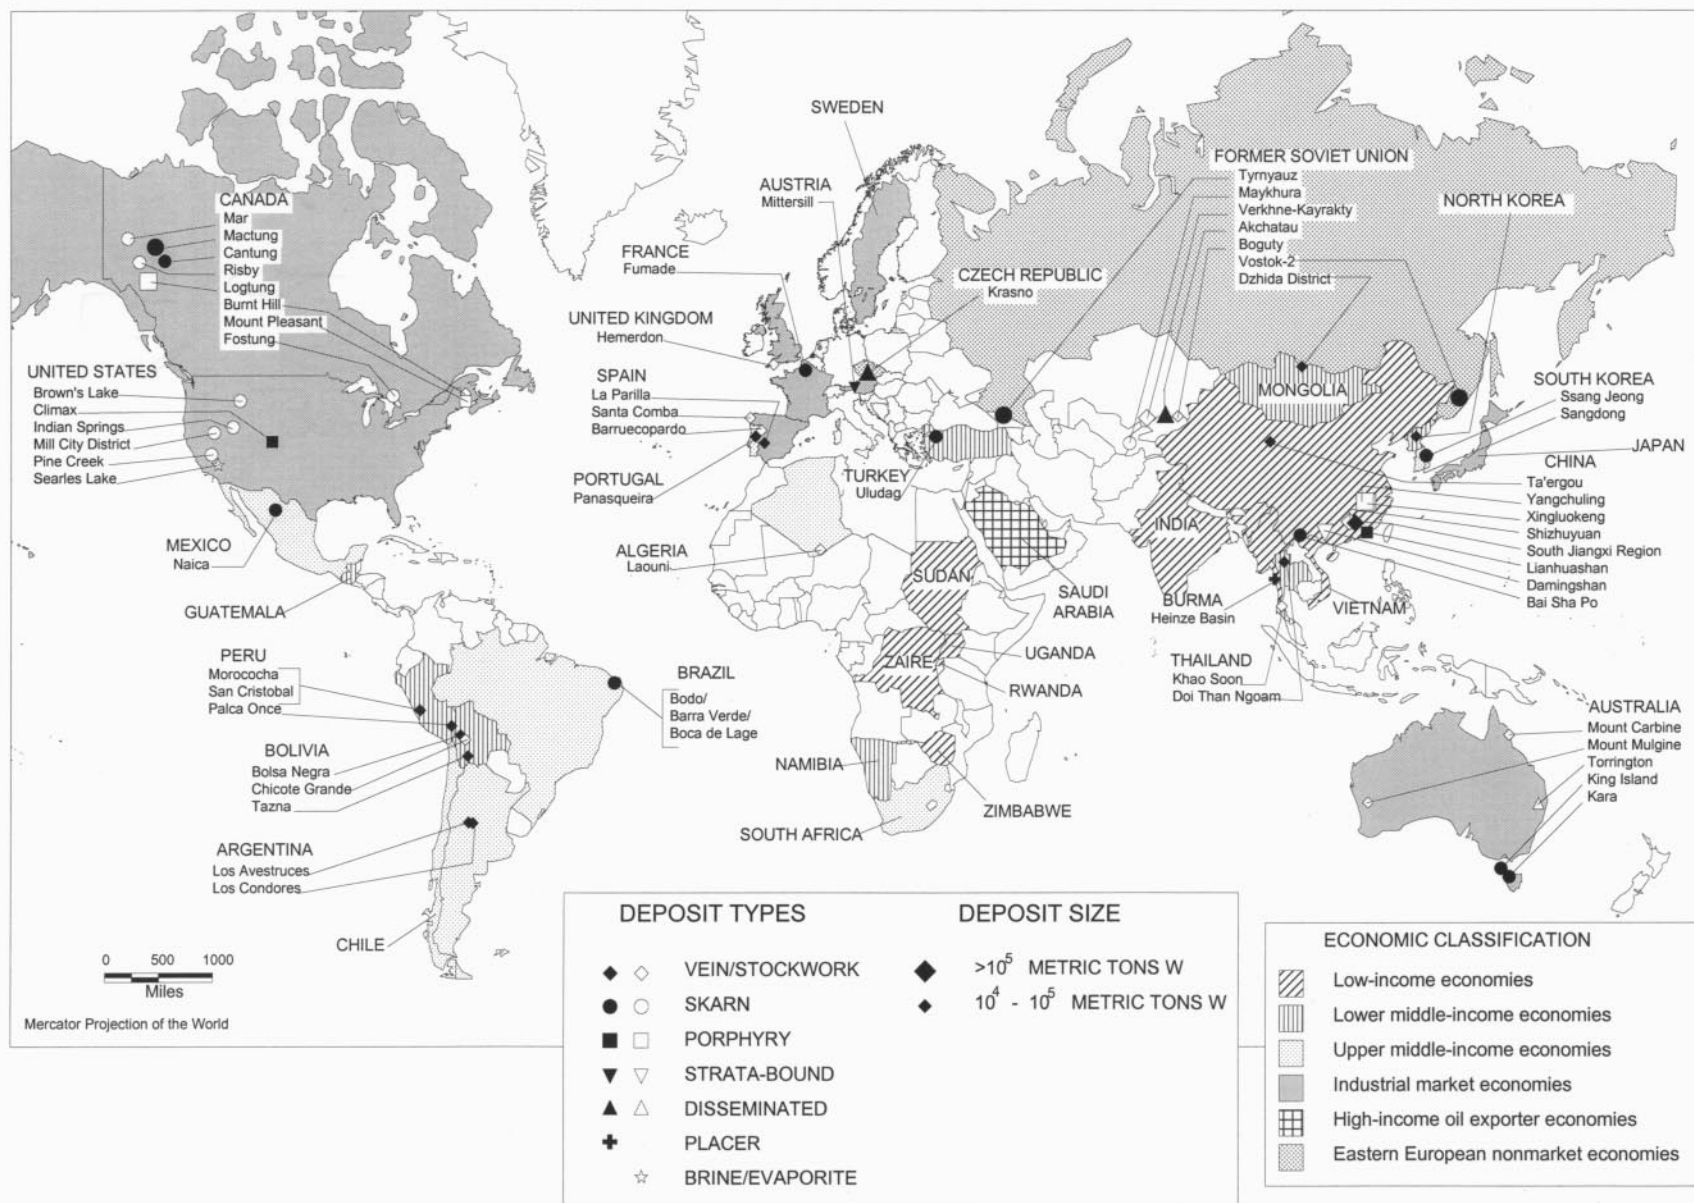 SWEDEN
AUSTRIA
Mittersill
FORMER SOVIET UNION
Tyrnyauz
Maykhura
Verkhne-Kayrakty
Akchatau
Boguty
Vostok-2
Dzhida District
NORTH KOREA
CANADA
Mar
Mactung
Cantung
Risby
Logtung
Burnt Hill
Mount Pleasant
Fostung
FRANCE
Fumade
CZECH REPUBLIC
Krasno
UNITED KINGDOM
Hemerdon
UNITED STATES
Brown's Lake
Climax
Indian Springs
Mill City District
Pine Creek
Searles Lake
SPAIN
La Parilla
Santa Comba
Barruecopardo
MONGOLIA
SOUTH KOREA
Ssang Jeong
Sangdong
JAPAN
PORTUGAL
Panasqueira
TURKEY
Uludag
CHINA
Ta'ergou
Yangchuling
Xingluokeng
Shizhuyuan
South Jiangxi Region
Lianhuashan
Damingshan
Bai Sha Po
INDIA
MEXICO
Naica
ALGERIA
Laouni
SUDAN
SAUDI
ARABIA
BURMA
Heinze Basin
VIETNAM
GUATEMALA
PERU
Morococha
San Cristobal
Palca Once
BRAZIL
Bodo/
Barra Verde/
Boca de Lage
ZAIRE
UGANDA
RWANDA
THAILAND
Khao Soon
Doi Than Ngoam
AUSTRALIA
Mount Carbine
Mount Mulgine
Torrington
King Island
Kara
BOLIVIA
Bolsa Negra
Chicote Grande
Tazna
NAMIBIA
ZIMBABWE
SOUTH AFRICA
ARGENTINA
Los Avestruces
Los Condores
CHILE
0 500 1000
Miles
Mercator Projection of the World
DEPOSIT TYPES
VEIN/STOCKWORK
SKARN
PORPHYRY
STRATA-BOUND
DISSEMINATED
PLACER
BRINE/EVAPORITE
DEPOSIT SIZE
>10⁵ METRIC TONS W
10⁴ - 10⁵ METRIC TONS W
ECONOMIC CLASSIFICATION
Low-income economies
Lower middle-income economies
Upper middle-income economies
Industrial market economies
High-income oil exporter economies
Eastern European nonmarket economies